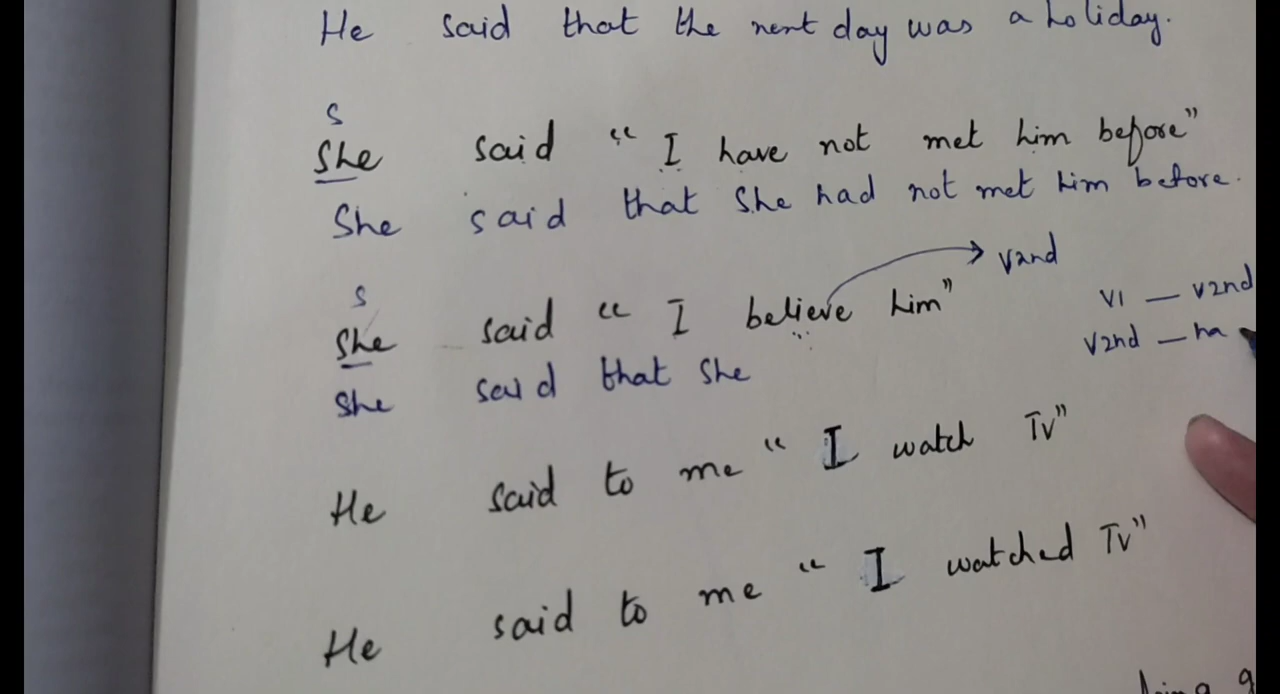 He said that the next day was a holiday.
S
She said “ I have not met him before”
She said that She had not met him before.
V2nd
S
She said “ I believe him”
V1 — V2nd
V2nd — ha
She said that She
He said to me “ I watch TV”
He said to me “ I watched TV”